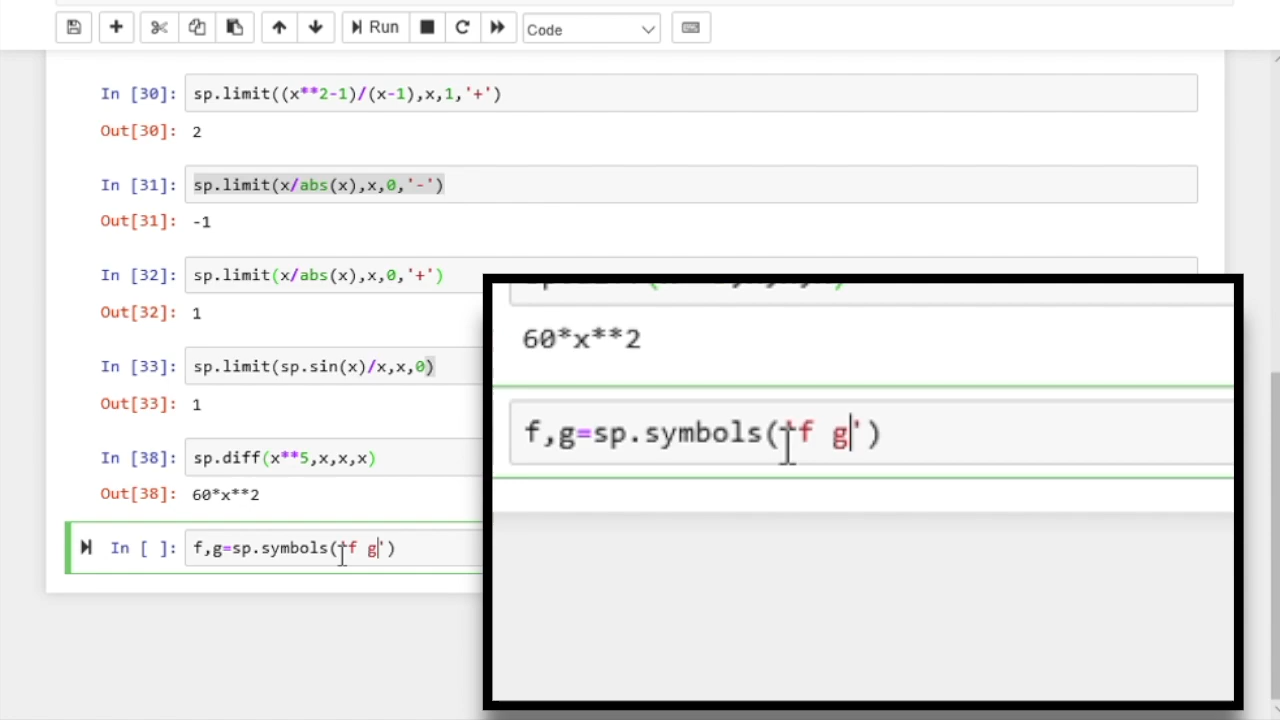 Run
Code
In [30]: sp.limit((x**2-1)/(x-1),x,1,'+')
Out[30]: 2
In [31]: sp.limit(x/abs(x),x,0,'-')
Out[31]: -1
In [32]: sp.limit(x/abs(x),x,0,'+')
Out[32]: 1
In [33]: sp.limit(sp.sin(x)/x,x,0)
Out[33]: 1
In [38]: sp.diff(x**5,x,x,x)
Out[38]: 60*x**2
In [ ]: f,g=sp.symbols('f g')
60*x**2
f,g=sp.symbols('f g')